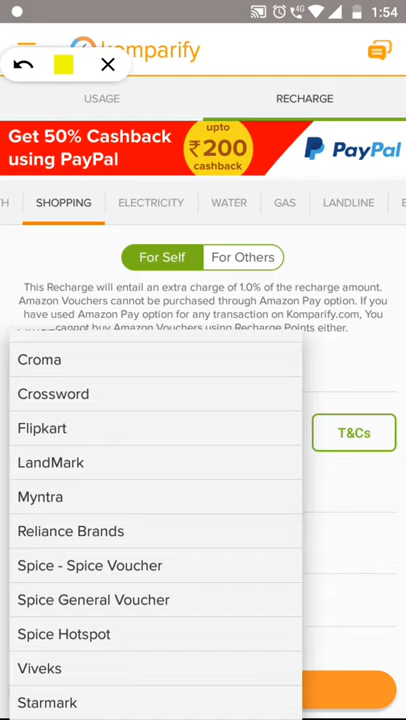 4G
1:54
komparify
USAGE
RECHARGE
Get 50% Cashback
using PayPal
upto
₹200
cashback
PayPal
TH
SHOPPING
ELECTRICITY
WATER
GAS
LANDLINE
For Self
For Others
This Recharge will entail an extra charge of 1.0% of the recharge amount.
Amazon Vouchers cannot be purchased through Amazon Pay option. If you
have used Amazon Pay option for any transaction on Komparify.com, You
cannot buy Amazon Vouchers using Recharge Points either.
Croma
Crossword
Flipkart
T&Cs
LandMark
Myntra
Reliance Brands
Spice - Spice Voucher
Spice General Voucher
Spice Hotspot
Viveks
Starmark